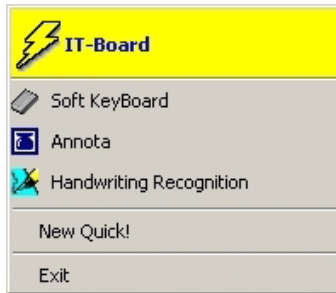 IT-Board
Soft KeyBoard
Annota
Handwriting Recognition
New Quick!
Exit